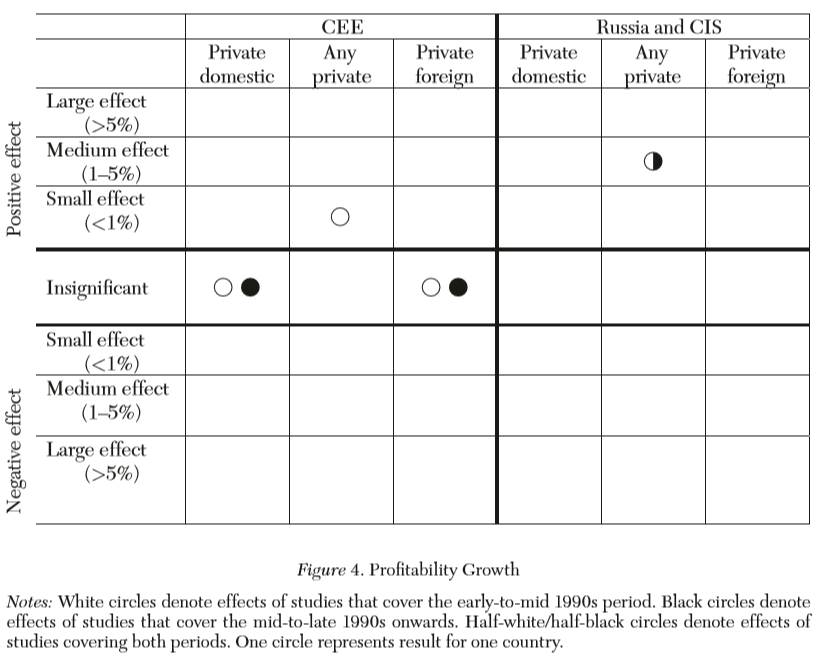 CEE Russia and CIS
Private Any Private Private Any Private
domestic private foreign domestic private foreign
Positive effect
Large effect
(>5%)
Medium effect
(1–5%)
Small effect
(<1%)
Insignificant
Negative effect
Small effect
(<1%)
Medium effect
(1–5%)
Large effect
(>5%)
Figure 4. Profitability Growth
Notes: White circles denote effects of studies that cover the early-to-mid 1990s period. Black circles denote
effects of studies that cover the mid-to-late 1990s onwards. Half-white/half-black circles denote effects of
studies covering both periods. One circle represents result for one country.